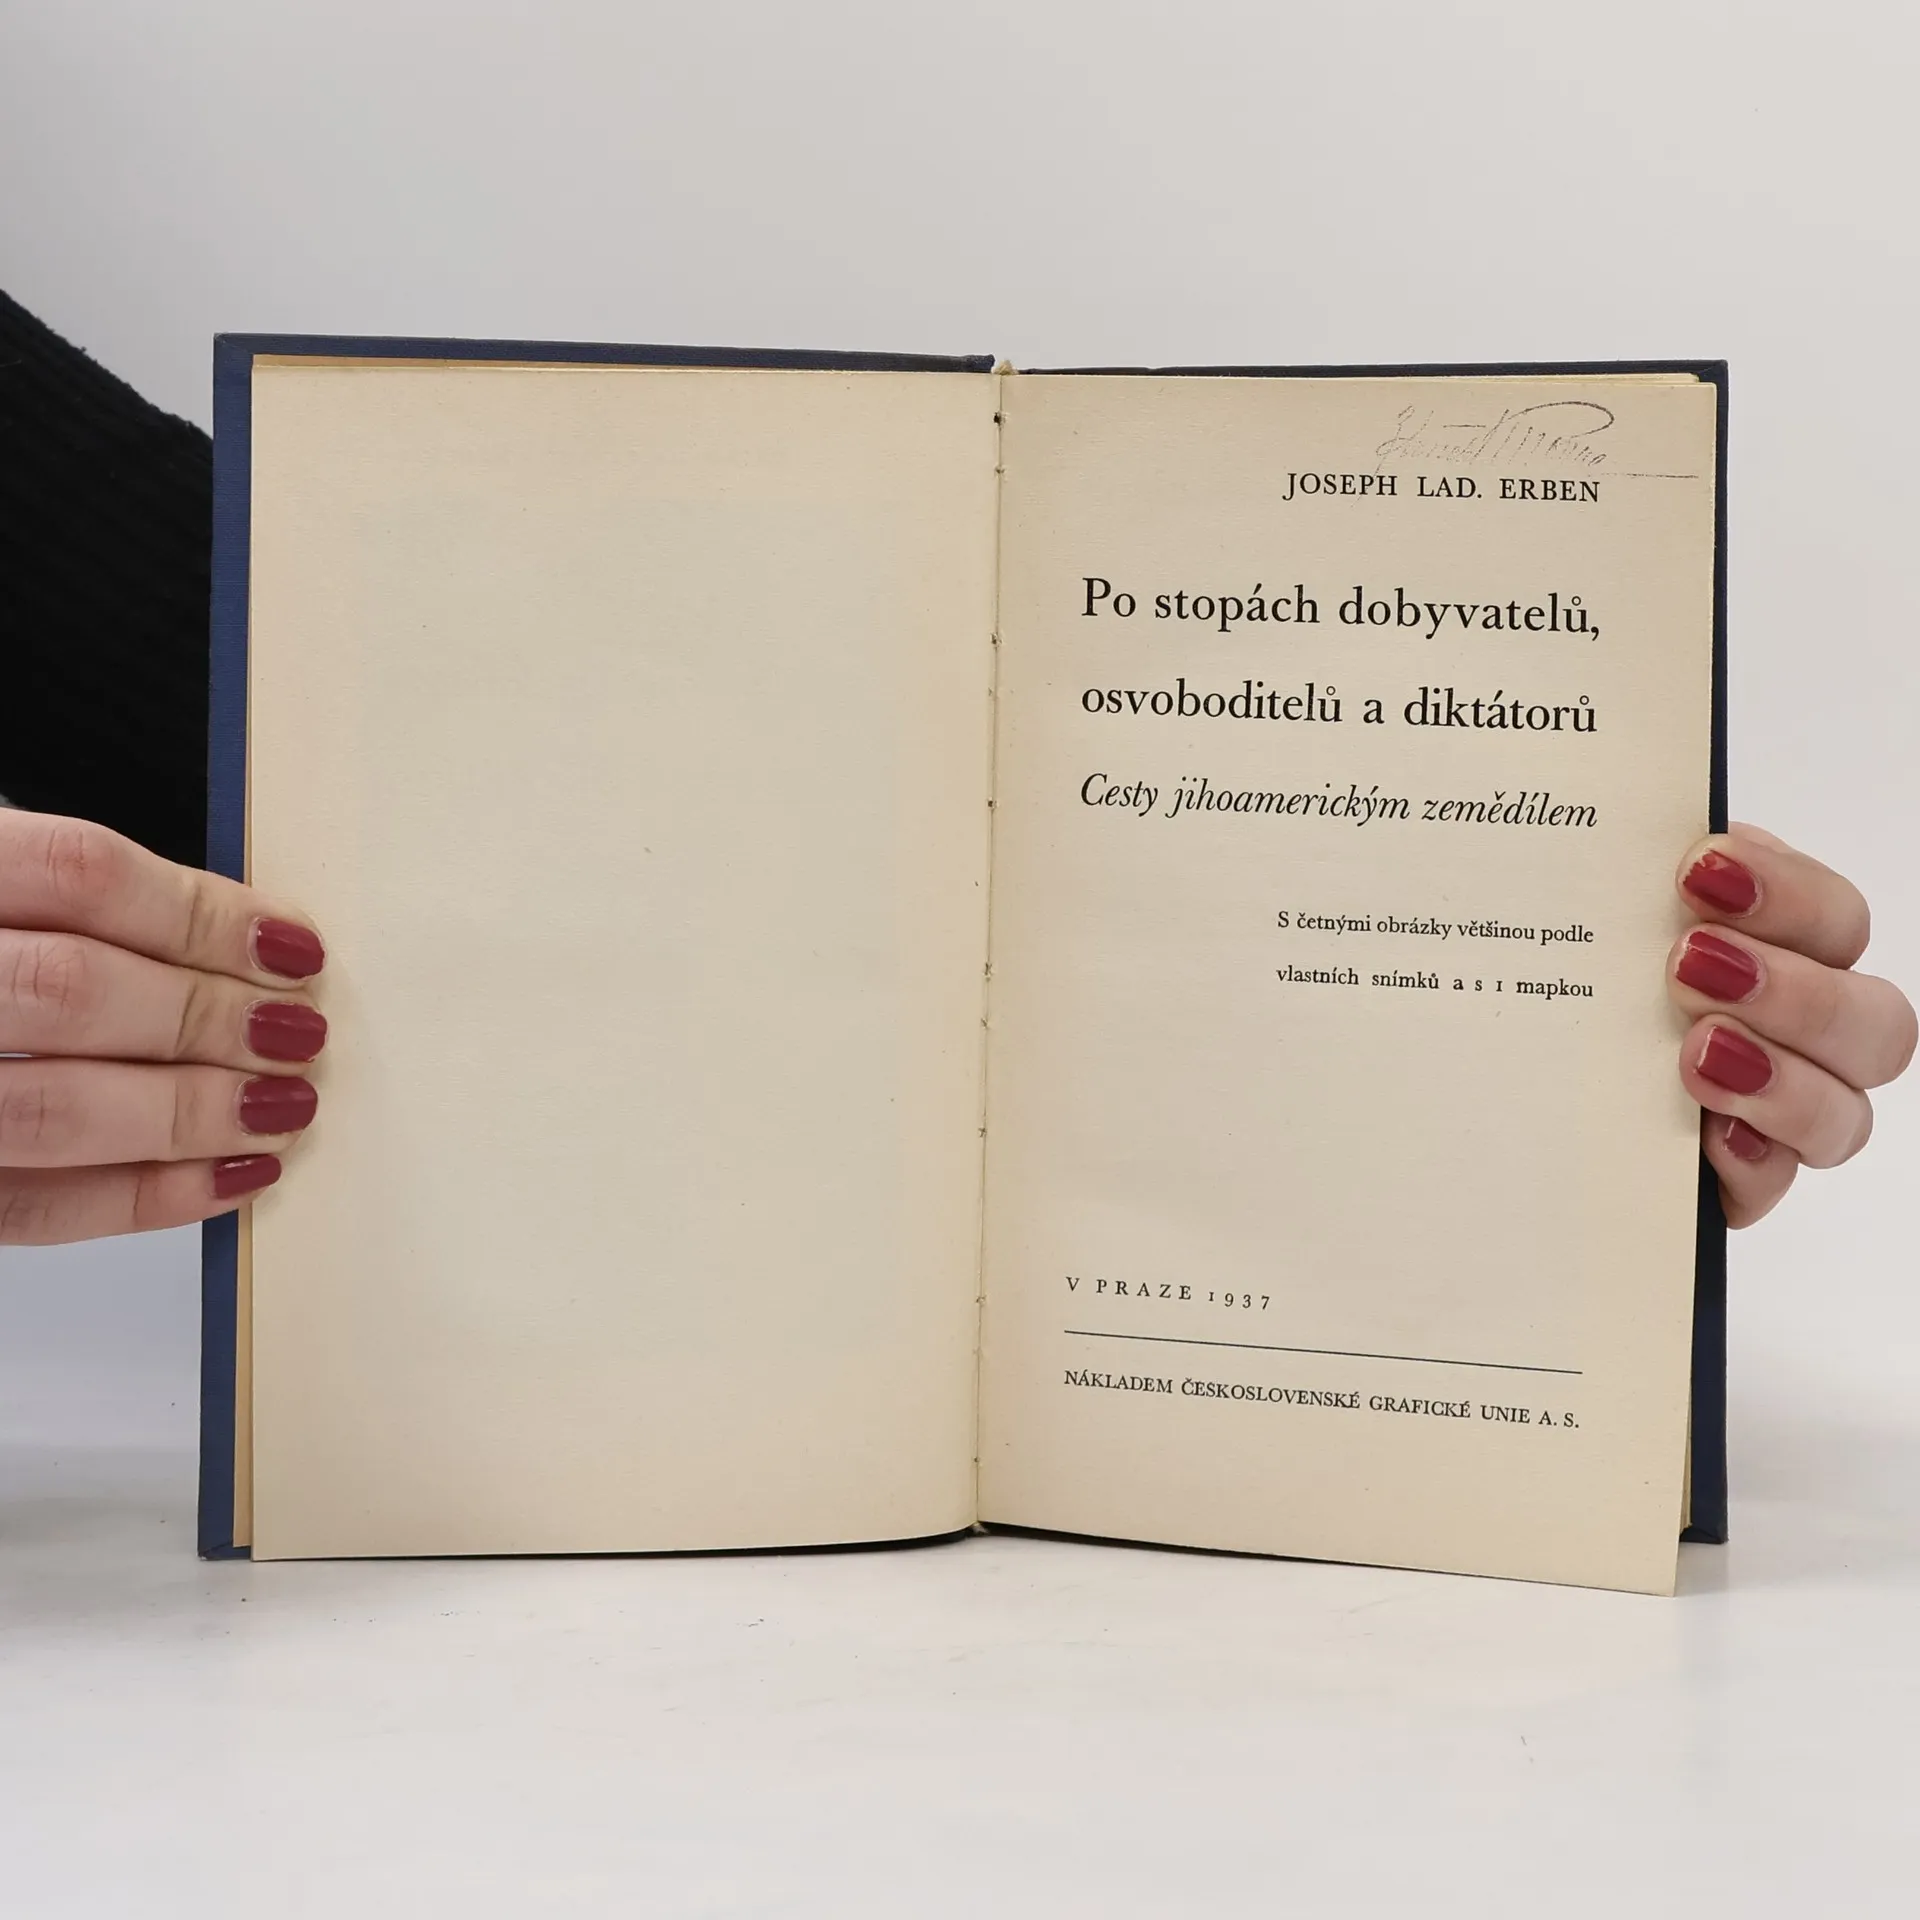 JOSEPH LAD. ERBEN
Po stopách dobyvatelů,
osvoboditelů a diktátorů
Cesty jihoamerickým zemědílem
S četnými obrázky většinou podle
vlastních snímků a s 1 mapkou
V PRAZE 1937
NÁKLADEM ČESKOSLOVENSKÉ GRAFICKÉ UNIE A. S.